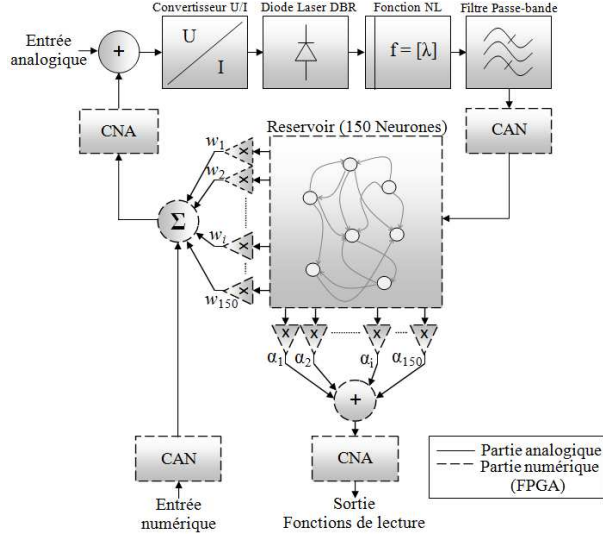 Convertisseur U/I
Diode Laser DBR
Fonction NL
Filtre Passe-bande
Entrée
analogique
+
U
I
f = [λ]
CNA
CAN
Reservoir (150 Neurones)
w1
x
w2
x
Σ
wi
x
w150
x
x
x
x
x
α1
α2
αi
α150
+
CAN
CNA
Entrée
numérique
Sortie
Fonctions de lecture
Partie analogique
Partie numérique
(FPGA)